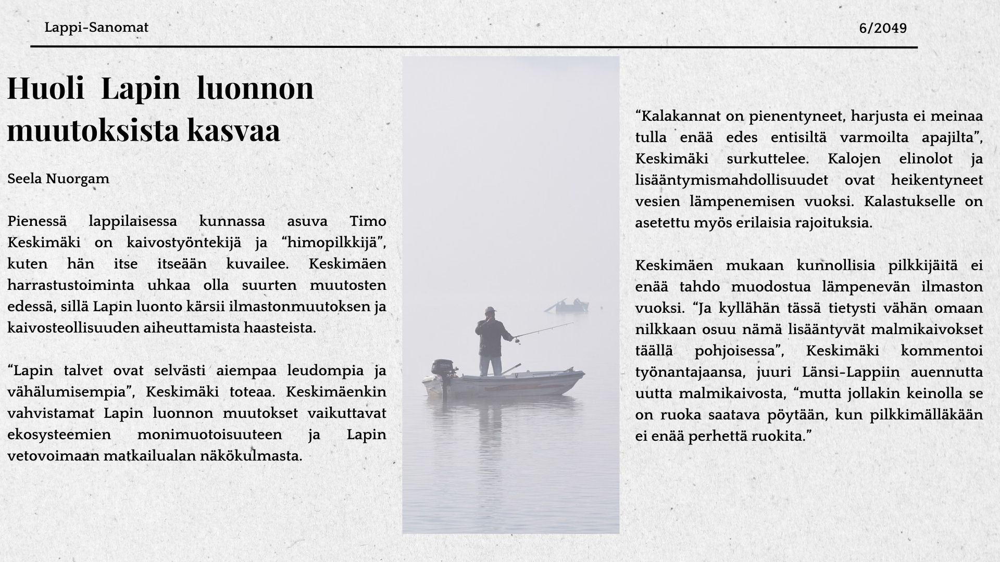 Lappi-Sanomat
6/2049
Huoli Lapin luonnon
muutoksista kasvaa
Seela Nuorgam
Pienessä lappilaisessa kunnassa asuva Timo
Keskimäki on kaivostyöntekijä ja “himopilkkijä”,
kuten hän itse itseään kuvailee. Keskimäen
harrastustoiminta uhkaa olla suurten muutosten
edessä, sillä Lapin luonto kärsii ilmastonmuutoksen ja
kaivosteollisuuden aiheuttamista haasteista.
“Lapin talvet ovat selvästi aiempaa leudompia ja
vähälumisempia”, Keskimäki toteaa. Keskimäenkin
vahvistamat Lapin luonnon muutokset vaikuttavat
ekosysteemien monimuotoisuuteen ja Lapin
vetovoimaan matkailualan näkökulmasta.
“Kalakannat on pienentyneet, harjusta ei meinaa
tulla enää edes entisiltä varmoilta apajilta”,
Keskimäki surkuttelee. Kalojen elinolot ja
lisääntymismahdollisuudet ovat heikentyneet
vesien lämpenemisen vuoksi. Kalastukselle on
asetettu myös erilaisia rajoituksia.
Keskimäen mukaan kunnollisia pilkkijäitä ei
enää tahdo muodostua lämpenevän ilmaston
vuoksi. “Ja kyllähän tässä tietysti vähän omaan
nilkkaan osuu nämä lisääntyvät malmikaivokset
täällä pohjoisessa”, Keskimäki kommentoi
työnantajaansa, juuri Länsi-Lappiin auennutta
uutta malmikaivosta, “mutta jollakin keinolla se
on ruoka saatava pöytään, kun pilkkimälläkään
ei enää perhettä ruokita.”